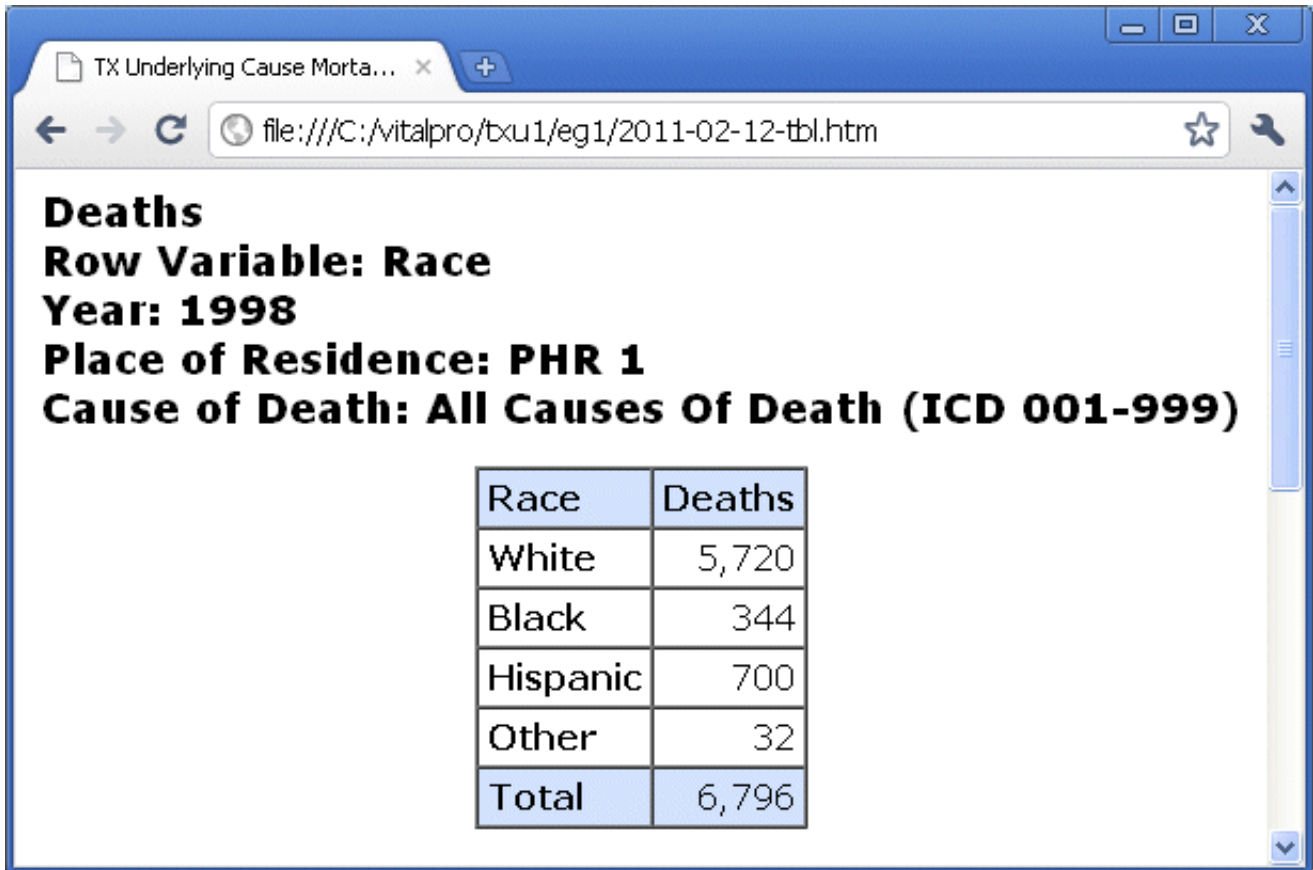 TX Underlying Cause Morta...
file:///C:/vitalpro/txu1/eg1/2011-02-12-tbl.htm
Deaths
Row Variable: Race
Year: 1998
Place of Residence: PHR 1
Cause of Death: All Causes Of Death (ICD 001-999)
Race Deaths
White 5,720
Black 344
Hispanic 700
Other 32
Total 6,796